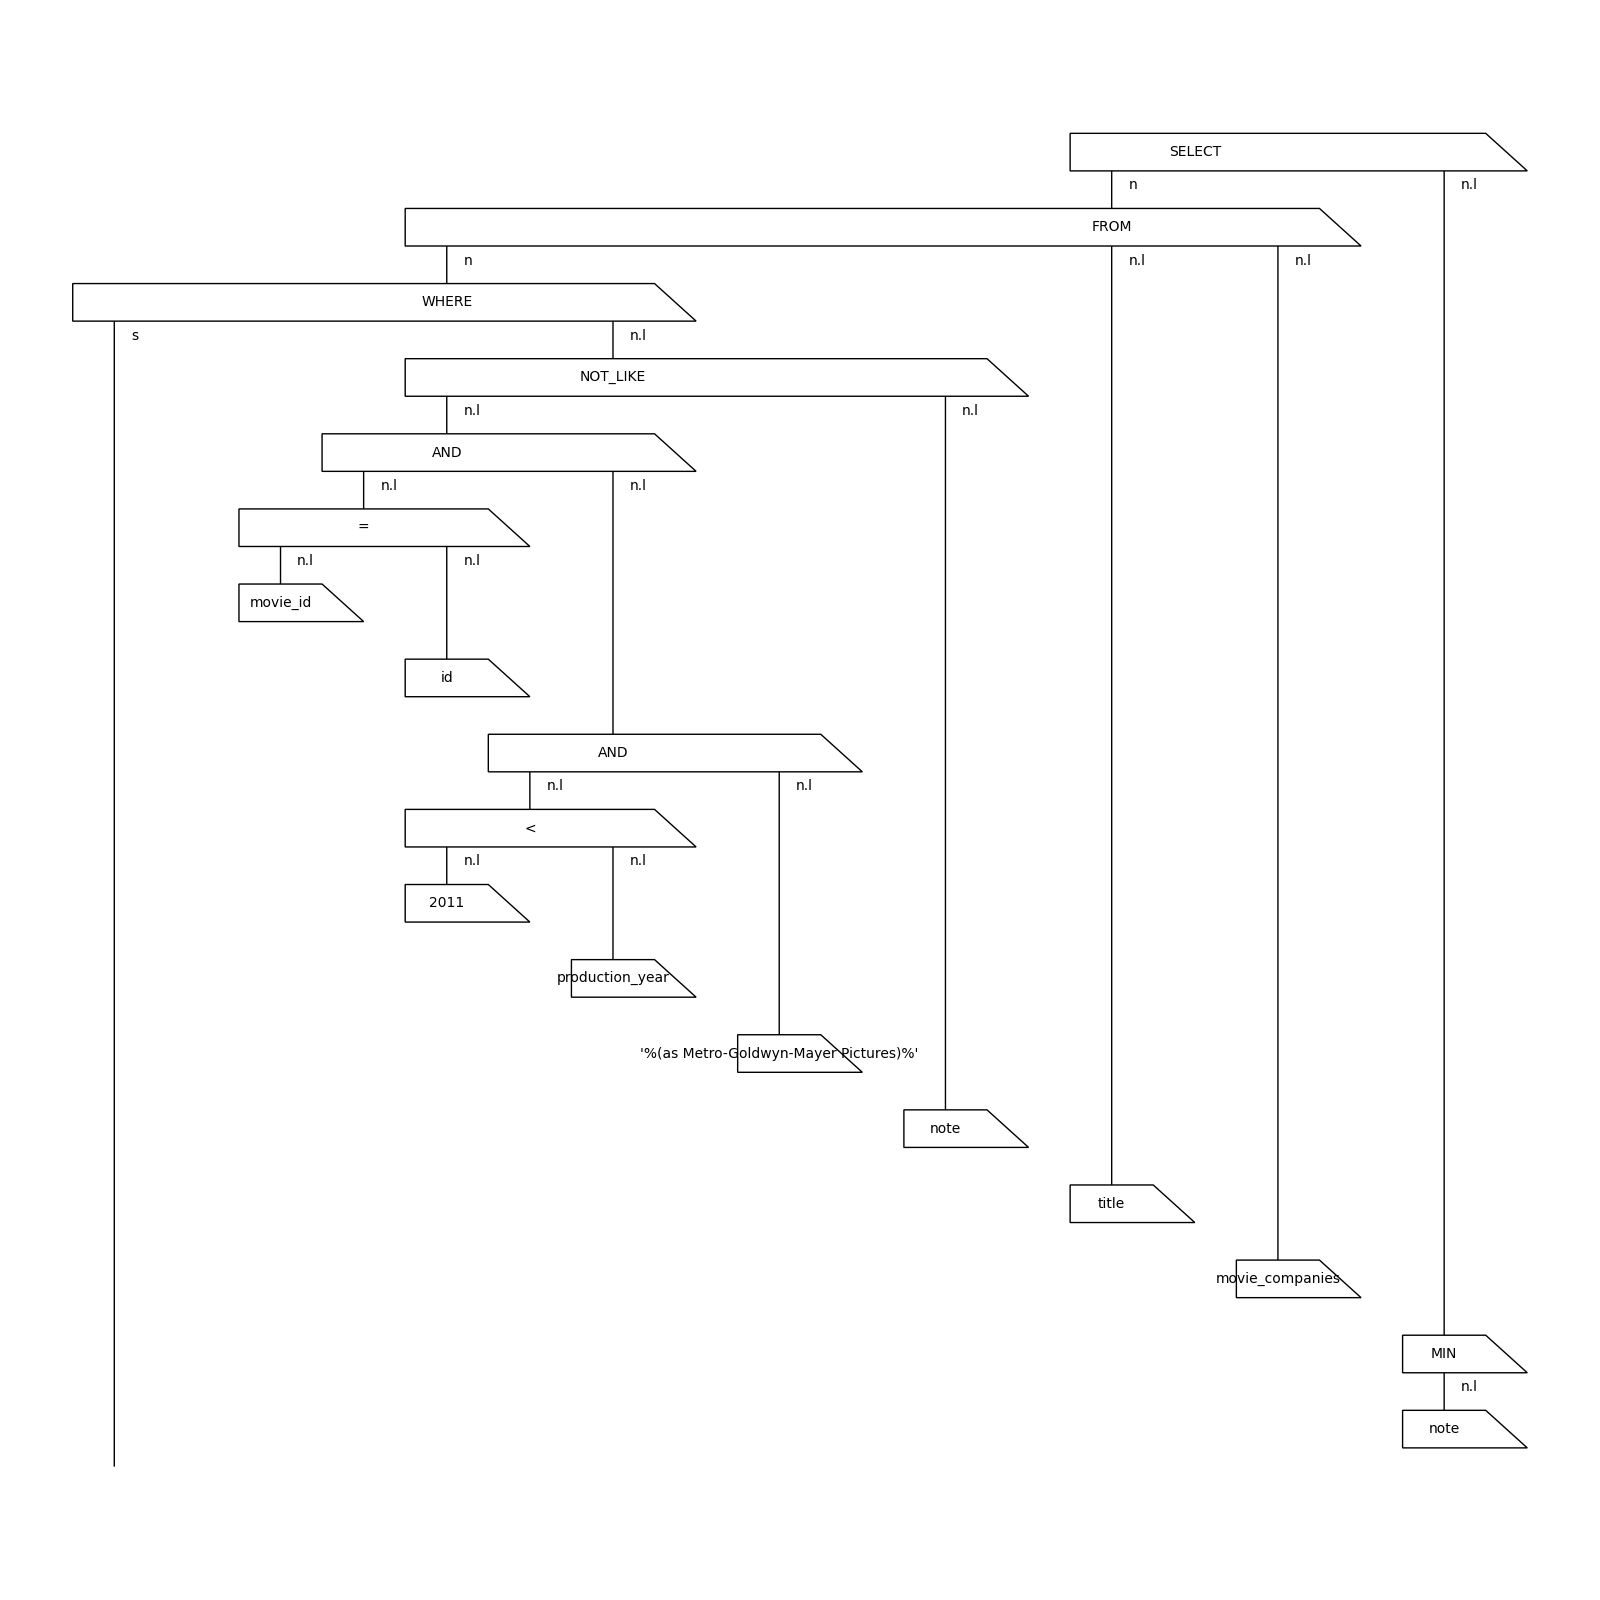 SELECT
n n.l
FROM
n n.l n.l
WHERE
s n.l
NOT_LIKE
n.l n.l
AND
n.l n.l
=
n.l n.l
movie_id
id
AND
n.l n.l
<
n.l n.l
2011
production_year
'%(as Metro-Goldwyn-Mayer Pictures)%'
note
title
movie_companies
MIN
n.l
note